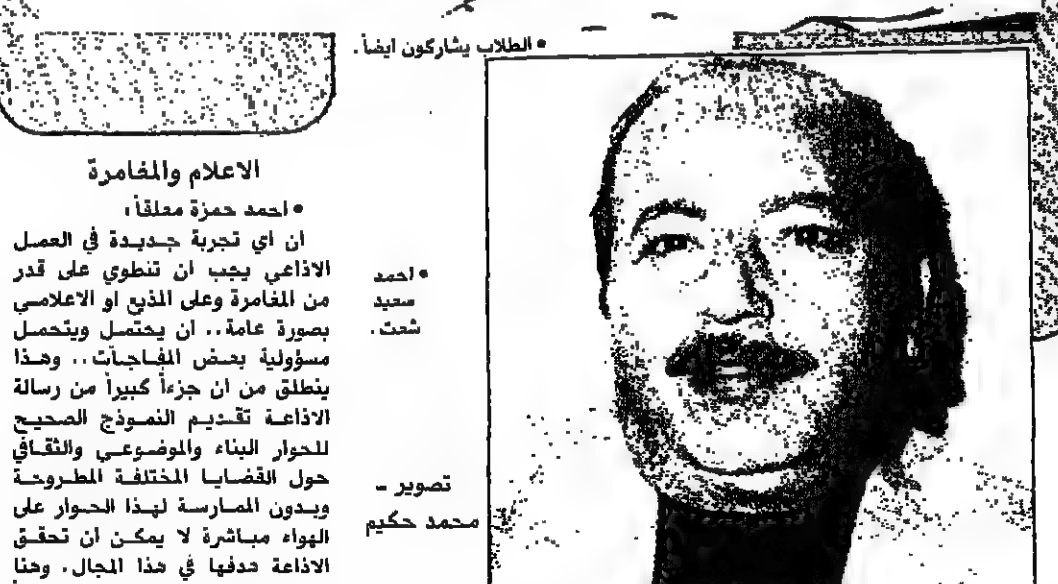 • الطلاب يشاركون ايضاً.
الاعلام والمغامرة
• احمد حمزة معلقاً:
ان اي تجربة جديدة في العمل
الاذاعي يجب ان تنطوي على قدر
من المغامرة وعلى المذيع او الاعلامي
بصورة عامة.. ان يحتمل ويتحمل
مسؤولية بعض المفاجآت.. وهذا
ينطلق من ان جزءاً كبيراً من رسالة
الاذاعة تقديم النموذج الصحيح
للحوار البناء والموضوعي والثقافي
حول القضايا المختلفة المطروحة
وبدون الممارسة لهذا الحوار على
الهواء مباشرة لا يمكن ان تحقق
الاذاعة هدفها في هذا المجال. وهنا
• احمد
سعيد
شعت.
تصوير -
محمد حكيم